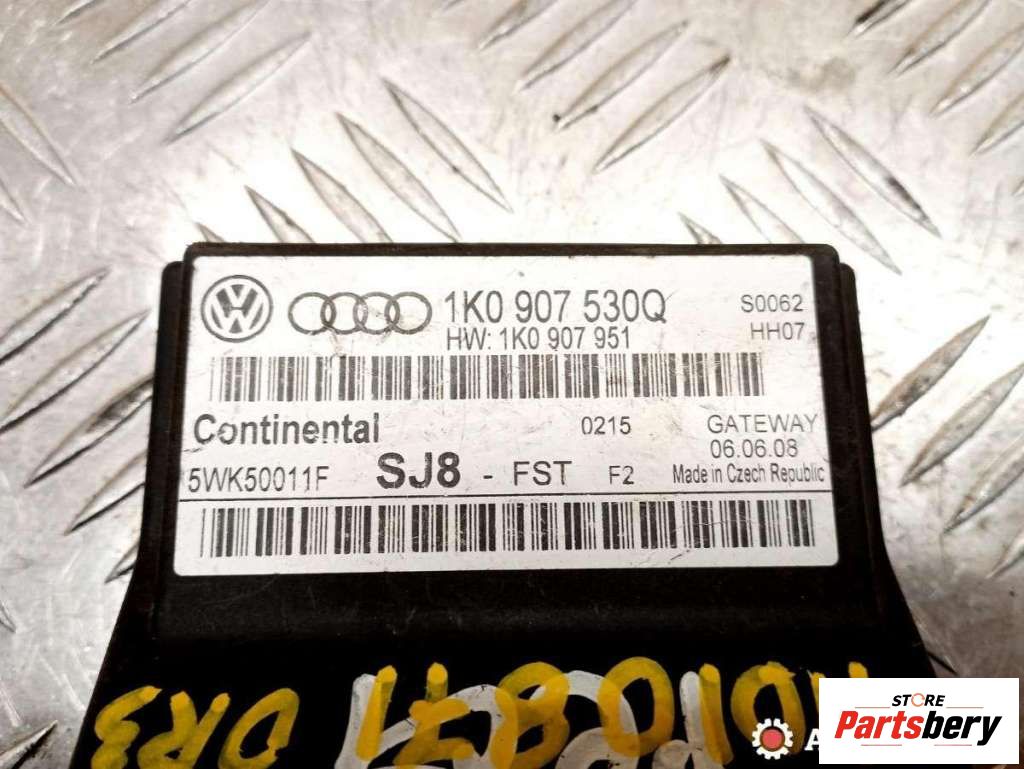 1K0 907 530Q S0062
HW: 1K0 907 951 HH07
Continental 0215 GATEWAY
06.06.08
5WK50011F SJ8 - FST F2 Made in Czech Republic
STORE
Partsbery